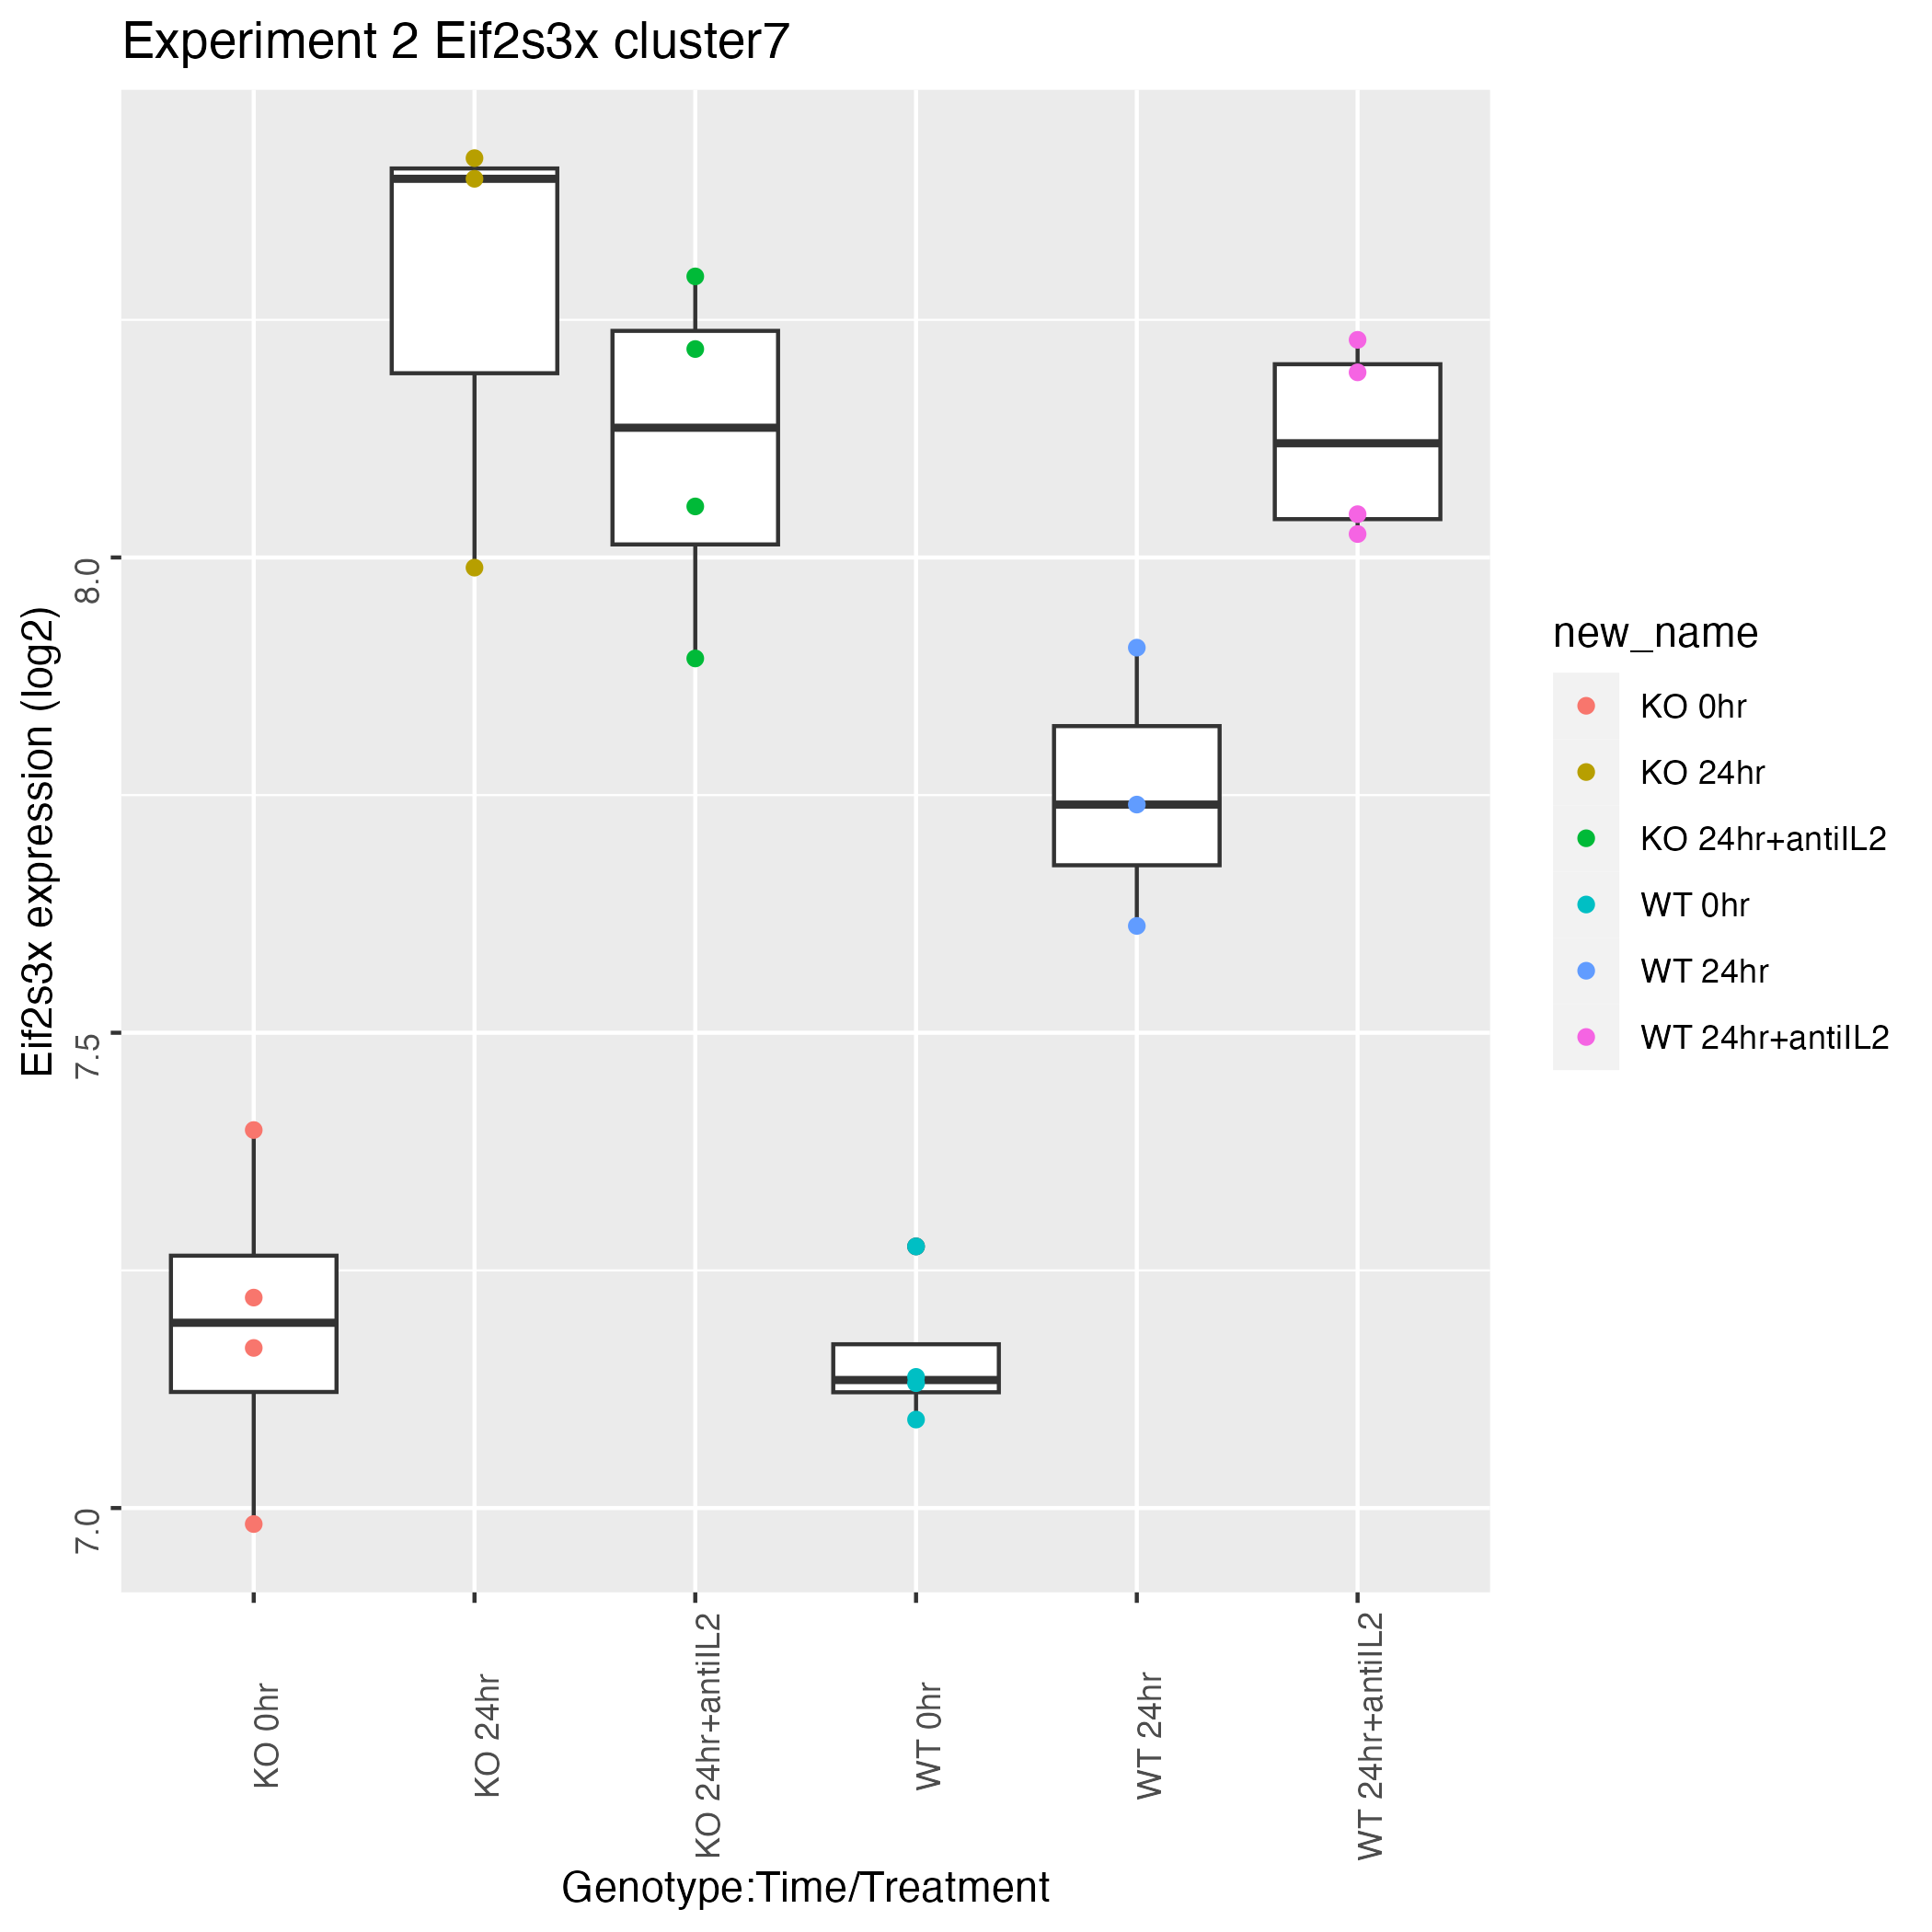 Experiment 2 Eif2s3x cluster7
Eif2s3x expression (log2)
8.0
7.5
7.0
KO 0hr
KO 24hr
KO 24hr+antiIL2
WT 0hr
WT 24hr
WT 24hr+antiIL2
Genotype:Time/Treatment
new_name
KO 0hr
KO 24hr
KO 24hr+antiIL2
WT 0hr
WT 24hr
WT 24hr+antiIL2